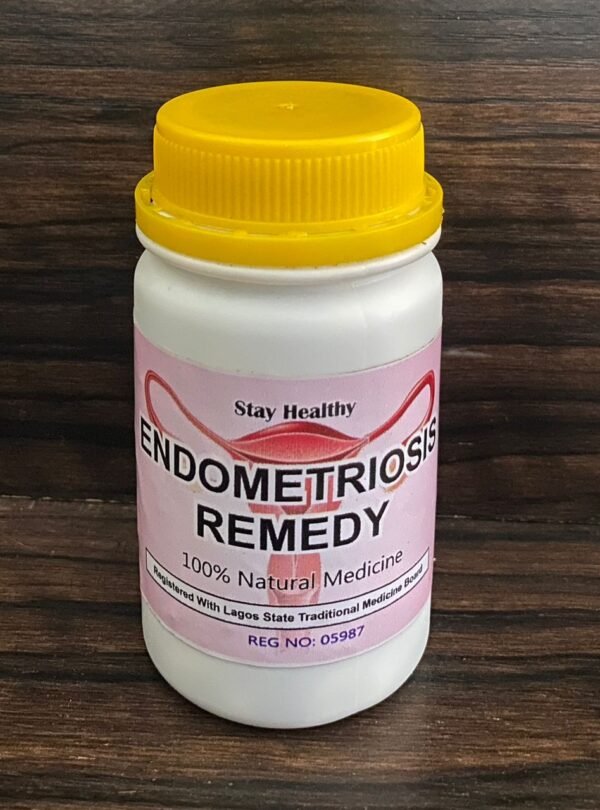 Stay Healthy
ENDOMETRIOSIS
REMEDY
100% Natural Medicine
Registered With Lagos State Traditional Medicine Board
REG NO: 05987